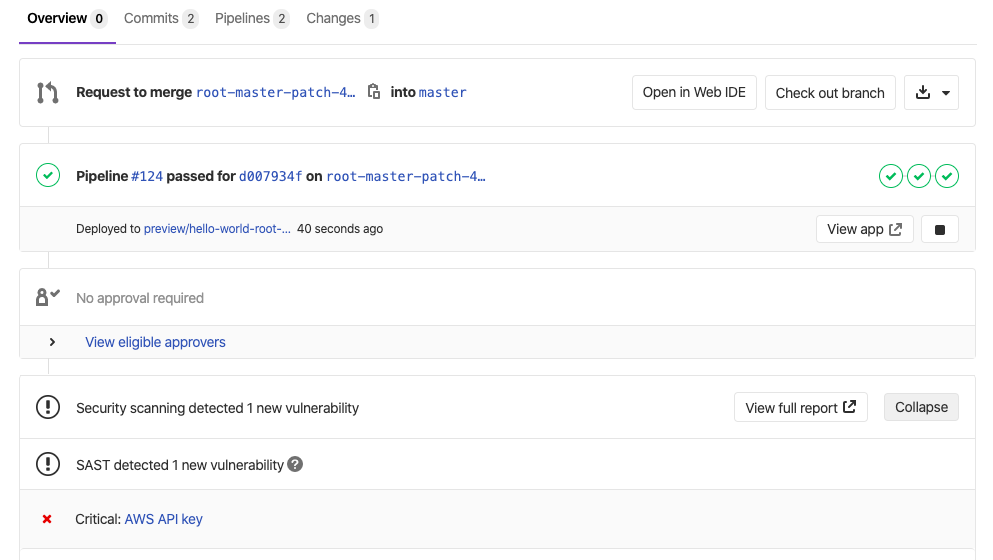 Overview 0 Commits 2 Pipelines 2 Changes 1
Request to merge root-master-patch-4… into master Open in Web IDE Check out branch
Pipeline #124 passed for d007934f on root-master-patch-4…
Deployed to preview/hello-world-root-… 40 seconds ago View app
No approval required
View eligible approvers
Security scanning detected 1 new vulnerability View full report Collapse
SAST detected 1 new vulnerability ?
Critical: AWS API key